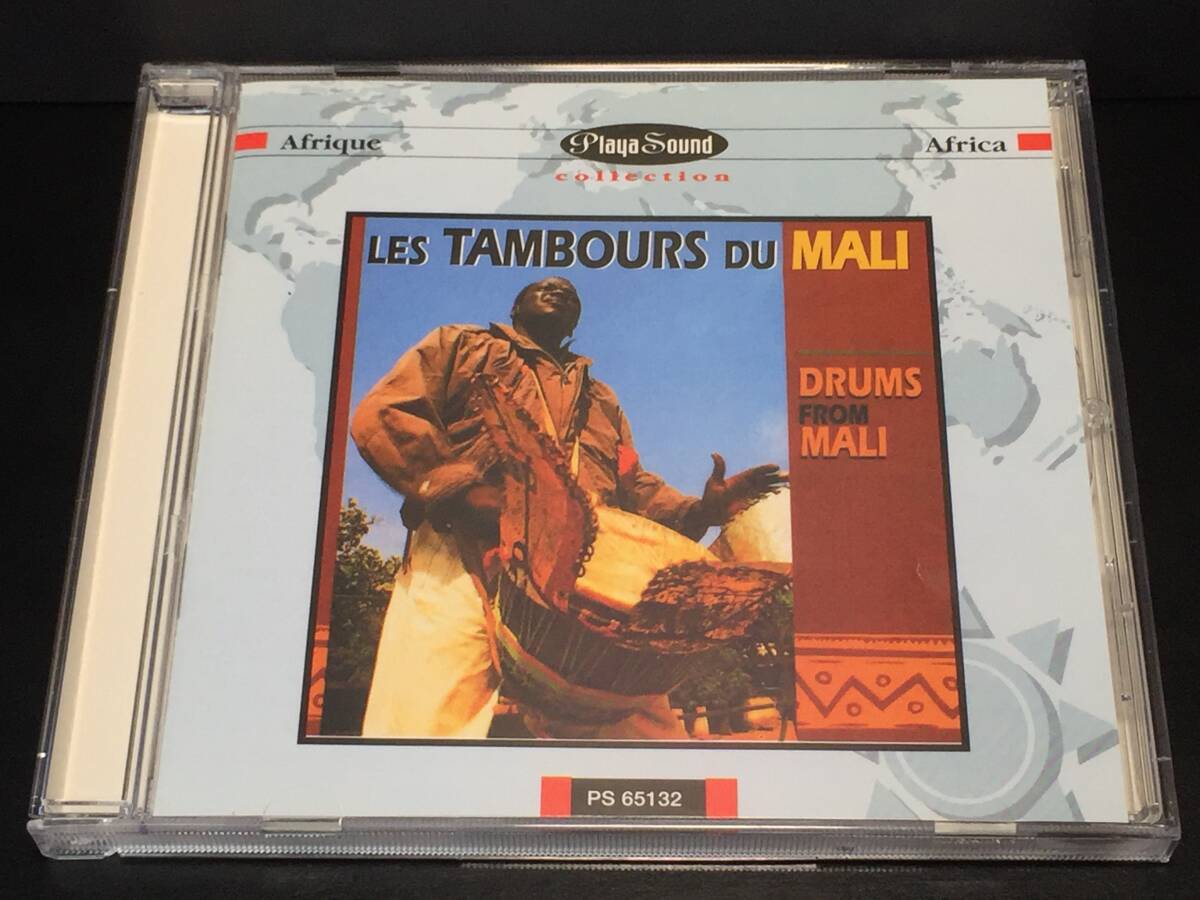 Afrique
Playa Sound
Africa
collection
LES TAMBOURS DU MALI
DRUMS
FROM
MALI
PS 65132